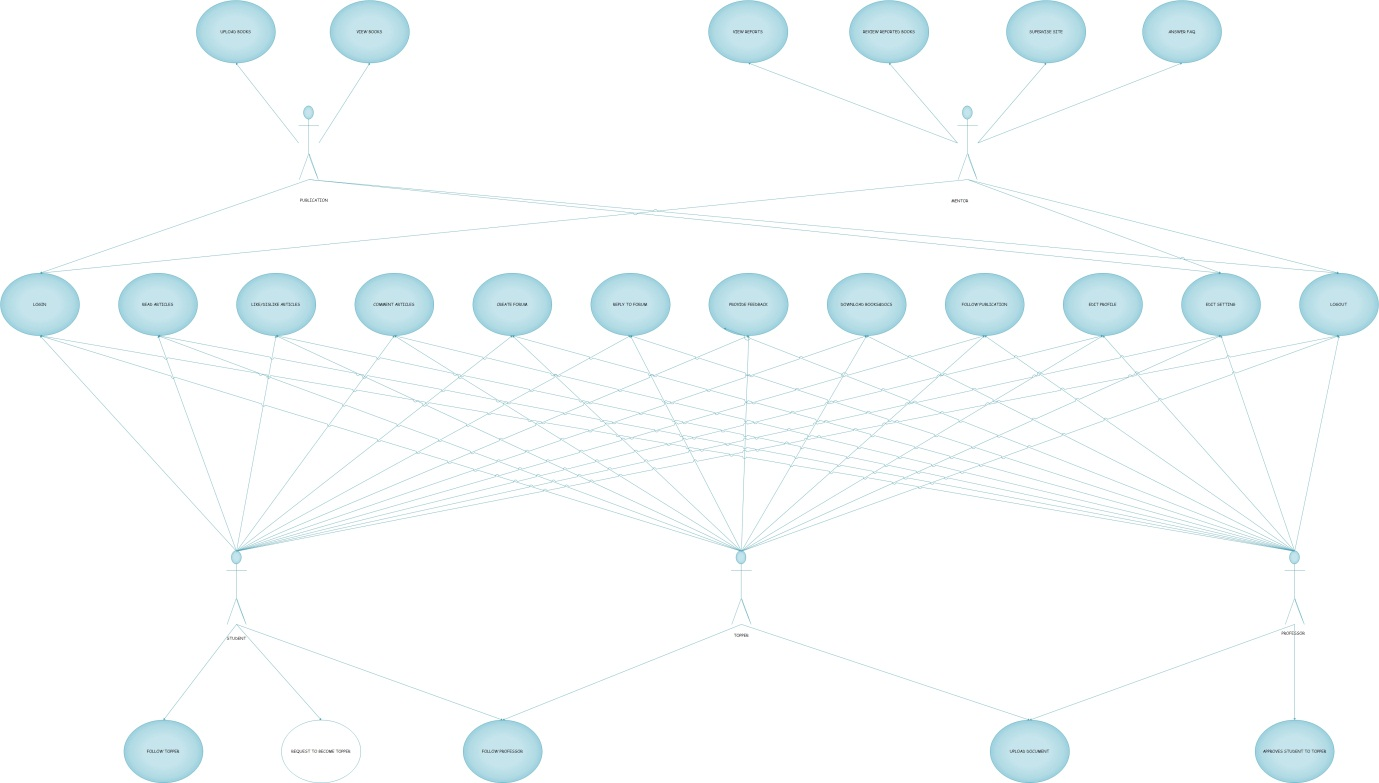 UPLOAD BOOKS
VIEW BOOKS
VIEW REPORTS
REVIEW REPORTED BOOKS
SUPERVISE SITE
ANSWER FAQ
PUBLICATION
MENTOR
LOGIN
READ ARTICLES
LIKE/DISLIKE ARTICLES
COMMENT ARTICLES
CREATE FORUM
REPLY TO FORUM
PROVIDE FEEDBACK
DOWNLOAD BOOKS&DOCS
FOLLOW PUBLICATION
EDIT PROFILE
EDIT SETTING
LOGOUT
STUDENT
TOPPER
PROFESSOR
FOLLOW TOPPER
REQUEST TO BECOME TOPPER
FOLLOW PROFESSOR
UPLOAD DOCUMENT
APPROVES STUDENT TO TOPPER